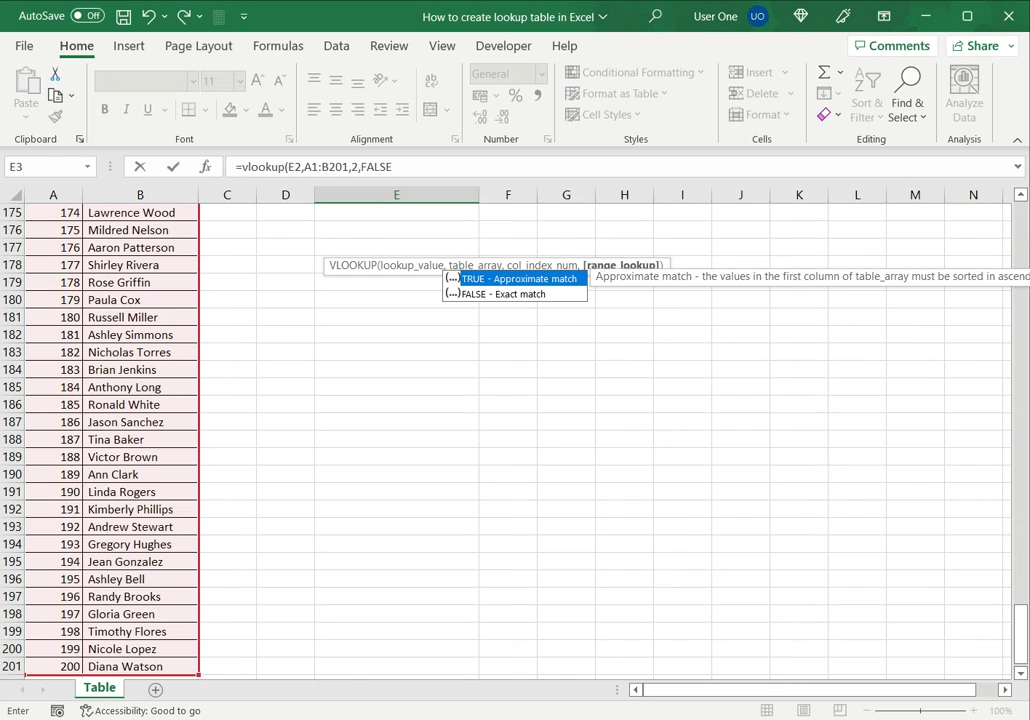 AutoSave Off How to create lookup table in Excel User One UO
File Home Insert Page Layout Formulas Data Review View Developer Help Comments Share
Paste
Clipboard
11
B I U
Font
ab
Alignment
General
% 9
Number
Conditional Formatting
Format as Table
Cell Styles
Styles
Insert
Delete
Format
Cells
Sort &
Filter
Find &
Select
Editing
Analyze
Data
Analysis
E3 fx =vlookup(E2,A1:B201,2,FALSE
A B C D E F G H I J K L M N
175 174 Lawrence Wood
176 175 Mildred Nelson
177 176 Aaron Patterson
178 177 Shirley Rivera VLOOKUP(lookup_value, table_array, col_index_num, [range_lookup])
179 178 Rose Griffin (...)TRUE - Approximate match Approximate match - the values in the first column of table_array must be sorted in ascend
180 179 Paula Cox (...)FALSE - Exact match
181 180 Russell Miller
182 181 Ashley Simmons
183 182 Nicholas Torres
184 183 Brian Jenkins
185 184 Anthony Long
186 185 Ronald White
187 186 Jason Sanchez
188 187 Tina Baker
189 188 Victor Brown
190 189 Ann Clark
191 190 Linda Rogers
192 191 Kimberly Phillips
193 192 Andrew Stewart
194 193 Gregory Hughes
195 194 Jean Gonzalez
196 195 Ashley Bell
197 196 Randy Brooks
198 197 Gloria Green
199 198 Timothy Flores
200 199 Nicole Lopez
201 200 Diana Watson
Table
Enter Accessibility: Good to go 100%